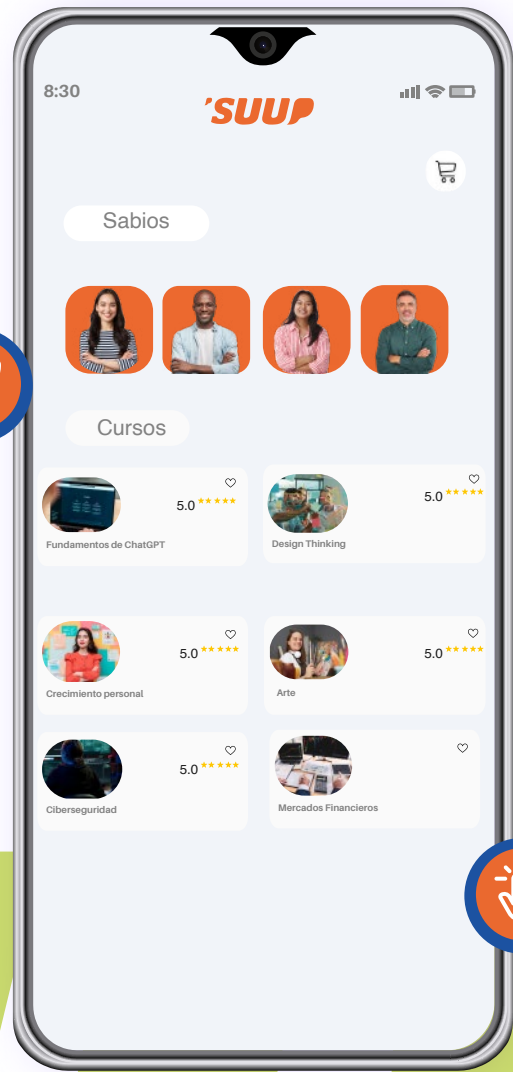 8:30
'SUUP
Sabios
Cursos
5.0
Fundamentos de ChatGPT
5.0
Design Thinking
5.0
Crecimiento personal
5.0
Arte
5.0
Ciberseguridad
Mercados Financieros